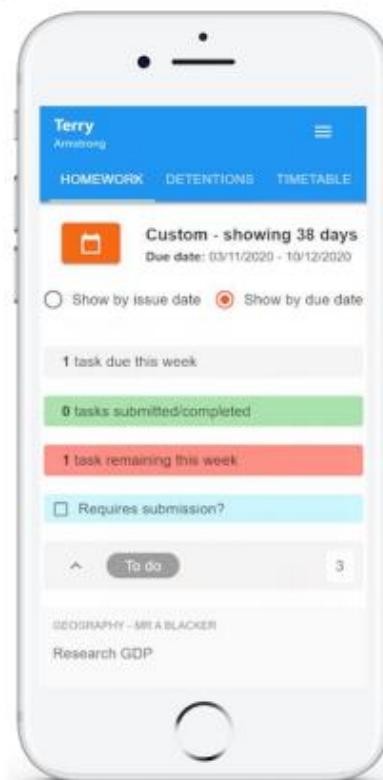 Terry
Armstrong
HOMEWORK DETENTIONS TIMETABLE
Custom - showing 38 days
Due date: 03/11/2020 - 10/12/2020
Show by issue date Show by due date
1 task due this week
0 tasks submitted/completed
1 task remaining this week
Requires submission?
To do 3
GEOGRAPHY - MR A BLACKER
Research GDP